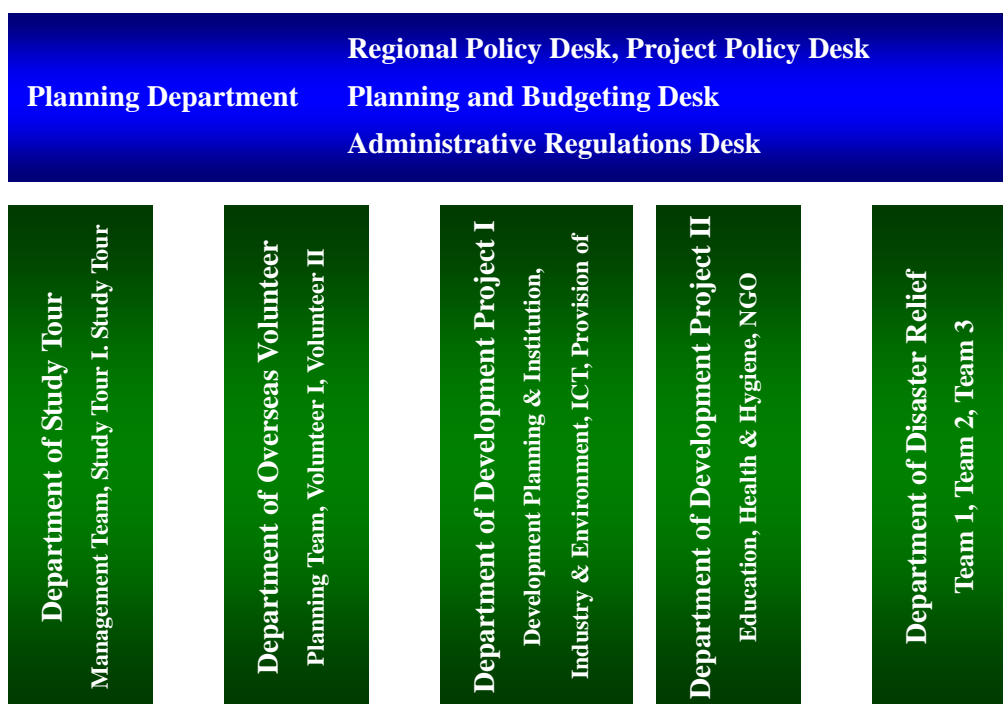 Regional Policy Desk, Project Policy Desk
Planning Department
Planning and Budgeting Desk
Administrative Regulations Desk
Department of Study Tour
Management Team, Study Tour I. Study Tour
Department of Overseas Volunteer
Planning Team, Volunteer I, Volunteer II
Department of Development Project I
Development Planning & Institution,
Industry & Environment, ICT, Provision of
Department of Development Project II
Education, Health & Hygiene, NGO
Department of Disaster Relief
Team 1, Team 2, Team 3